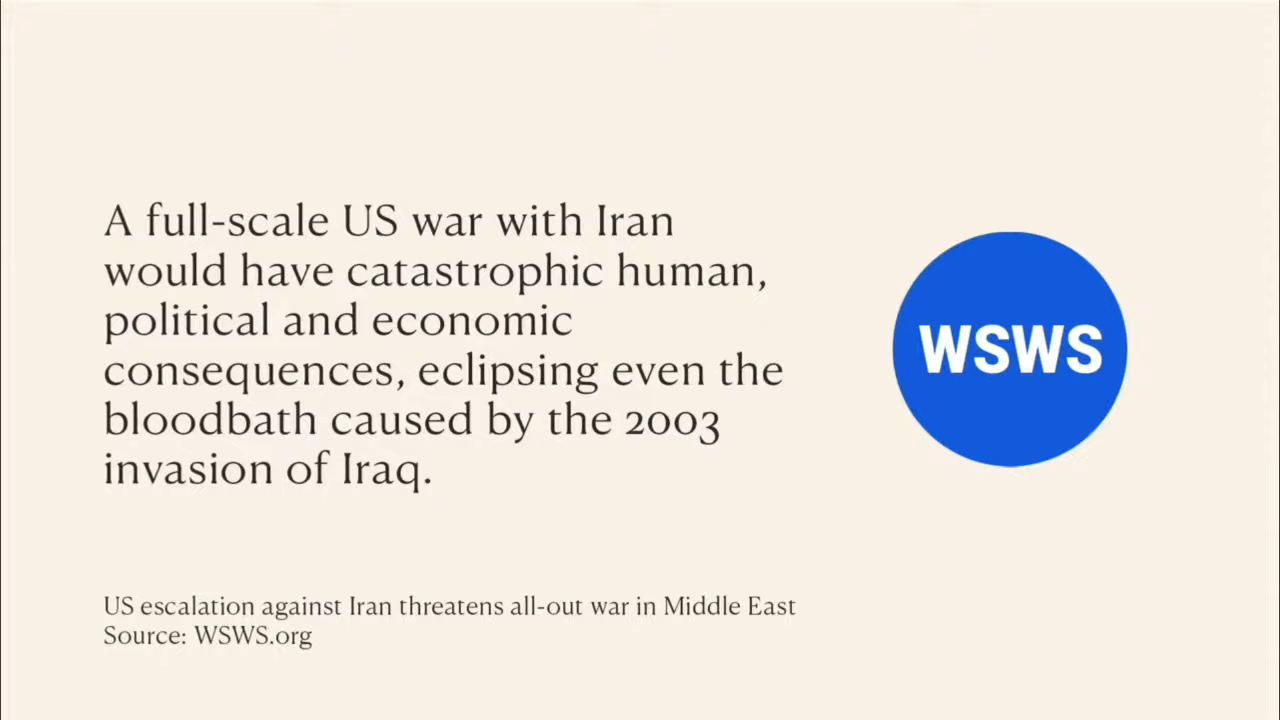 A full-scale US war with Iran
would have catastrophic human,
political and economic
consequences, eclipsing even the
bloodbath caused by the 2003
invasion of Iraq.
WSWS
US escalation against Iran threatens all-out war in Middle East
Source: WSWS.org